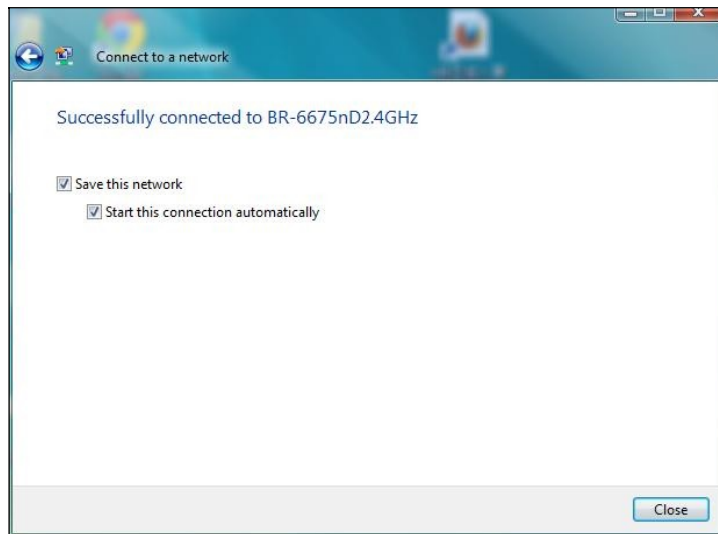 Connect to a network
Successfully connected to BR-6675nD2.4GHz
Save this network
Start this connection automatically
Close